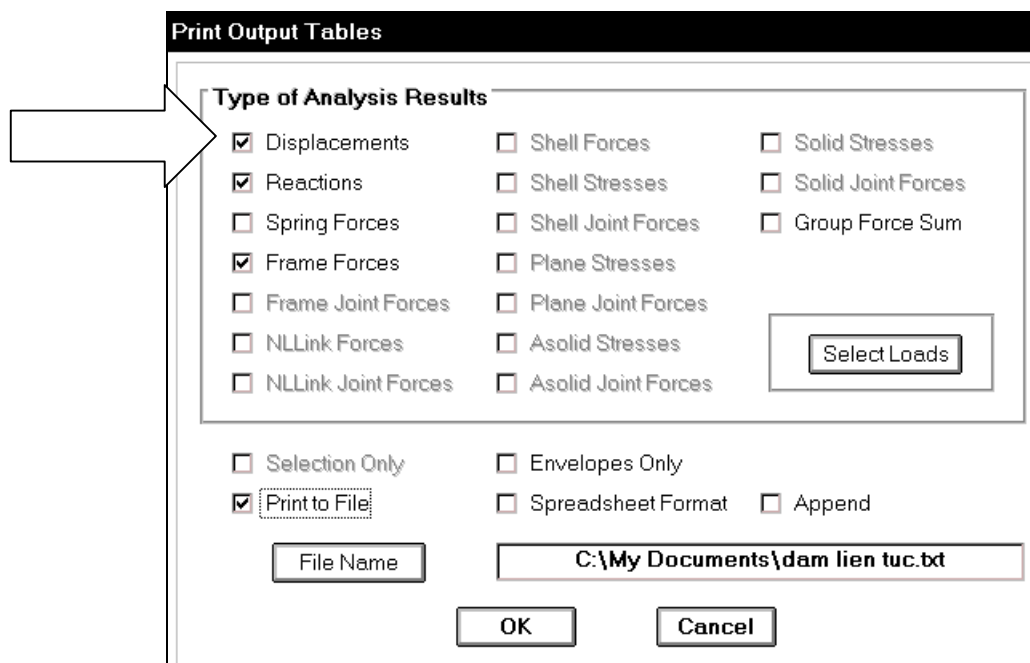 Print Output Tables
Type of Analysis Results
Displacements Shell Forces Solid Stresses
Reactions Shell Stresses Solid Joint Forces
Spring Forces Shell Joint Forces Group Force Sum
Frame Forces Plane Stresses
Frame Joint Forces Plane Joint Forces
NLLink Forces Asolid Stresses Select Loads
NLLink Joint Forces Asolid Joint Forces
Selection Only Envelopes Only
Print to File Spreadsheet Format Append
File Name C:\My Documents\dam lien tuc.txt
OK Cancel